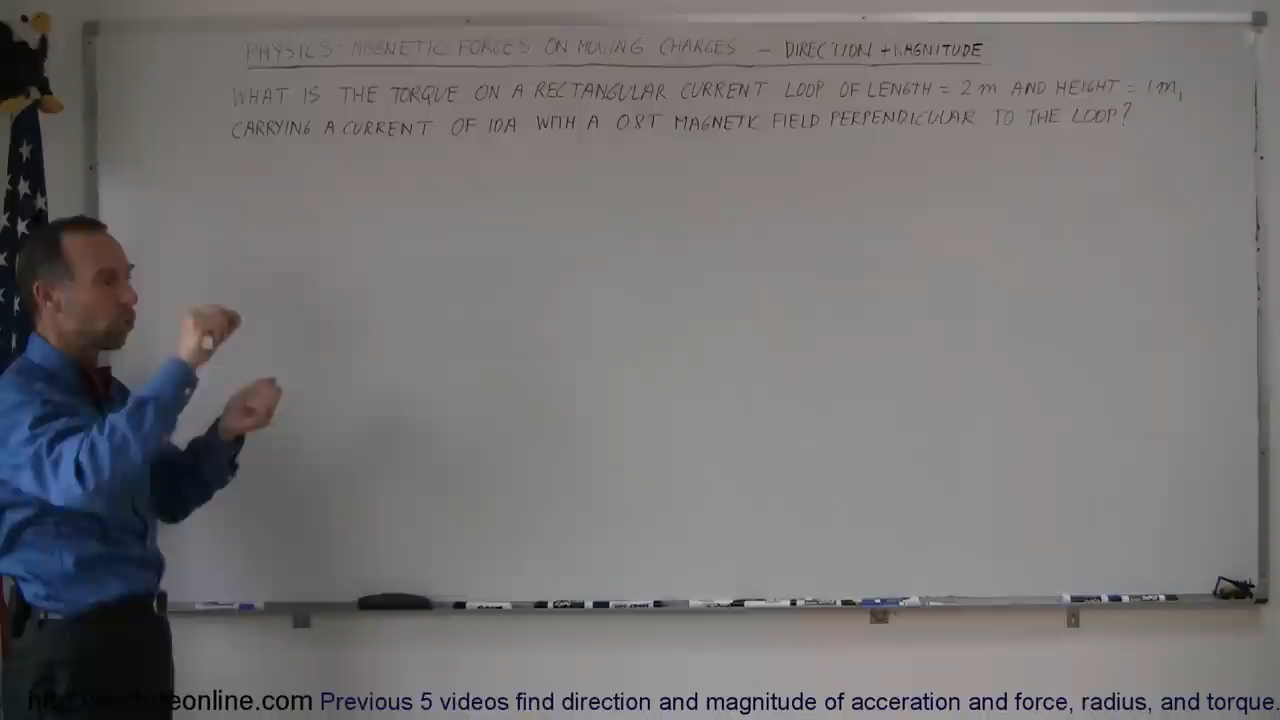 PHYSICS: MAGNETIC FORCES ON MOVING CHARGES - DIRECTION + MAGNITUDE
WHAT IS THE TORQUE ON A RECTANGULAR CURRENT LOOP OF LENGTH = 2 m AND HEIGHT = 1 m,
CARRYING A CURRENT OF 10A WITH A 0.8T MAGNETIC FIELD PERPENDICULAR TO THE LOOP?
Previous 5 videos find direction and magnitude of acceration and force, radius, and torque.